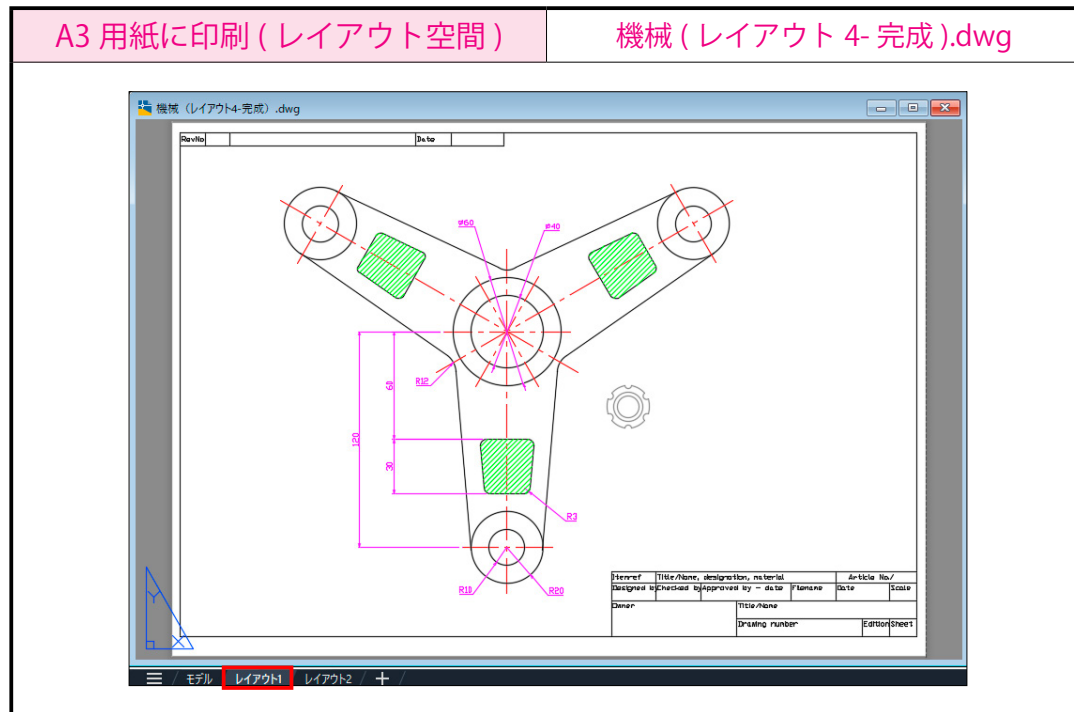 A3 用紙に印刷 ( レイアウト空間 )
機械 ( レイアウト 4- 完成 ).dwg
機械（レイアウト4-完成）.dwg
RevNo
Date
ø60
ø40
R12
60
120
30
R3
R10
R20
Y
X
Itemref Title/Name, designation, material Article No./
Designed by Checked by Approved by - date Filename Date Scale
Owner Title/Name
Drawing number Edition Sheet
モデル レイアウト1 レイアウト2 +